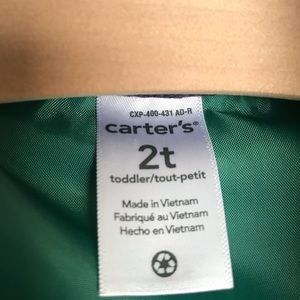 CXP-400-431 AD-R
carter's®
2t
toddler/tout-petit
Made in Vietnam
Fabriqué au Vietnam
Hecho en Vietnam